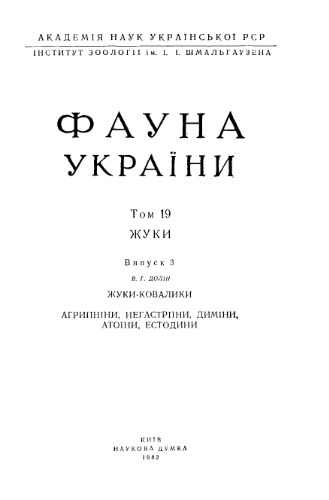 АКАДЕМІЯ НАУК УКРАЇНСЬКОЇ РСР
ІНСТИТУТ ЗООЛОГІЇ ім. І. І. ШМАЛЬГАУЗЕНА
ФАУНА
УКРАЇНИ
Том 19
ЖУКИ
Випуск 3
В. Г. ДОЛІН
ЖУКИ-КОВАЛИКИ
АГРИПНІНИ, НЕГАСТРІИНИ, ДИМІНИ,
АТОЇНИ, ЕСТОДИНИ
КИЇВ
НАУКОВА ДУМКА
1982